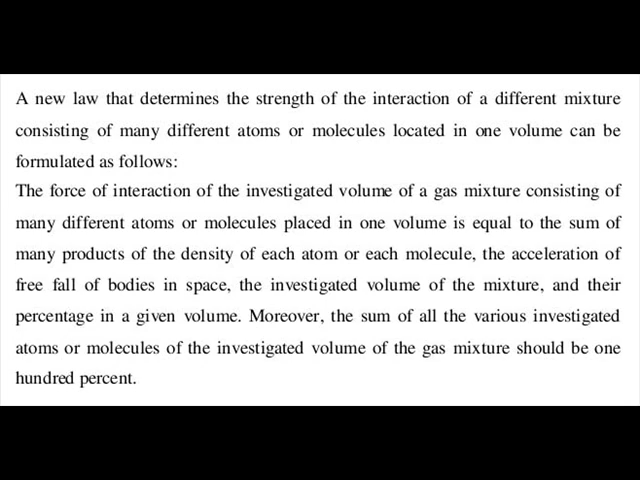 A new law that determines the strength of the interaction of a different mixture
consisting of many different atoms or molecules located in one volume can be
formulated as follows:
The force of interaction of the investigated volume of a gas mixture consisting of
many different atoms or molecules placed in one volume is equal to the sum of
many products of the density of each atom or each molecule, the acceleration of
free fall of bodies in space, the investigated volume of the mixture, and their
percentage in a given volume. Moreover, the sum of all the various investigated
atoms or molecules of the investigated volume of the gas mixture should be one
hundred percent.